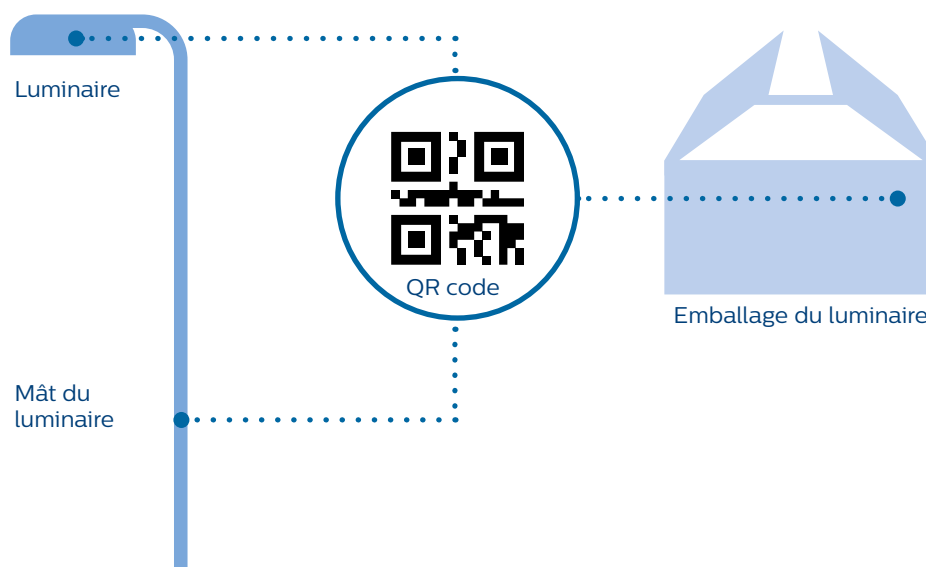 Luminaire
QR code
Emballage du luminaire
Mât du
luminaire